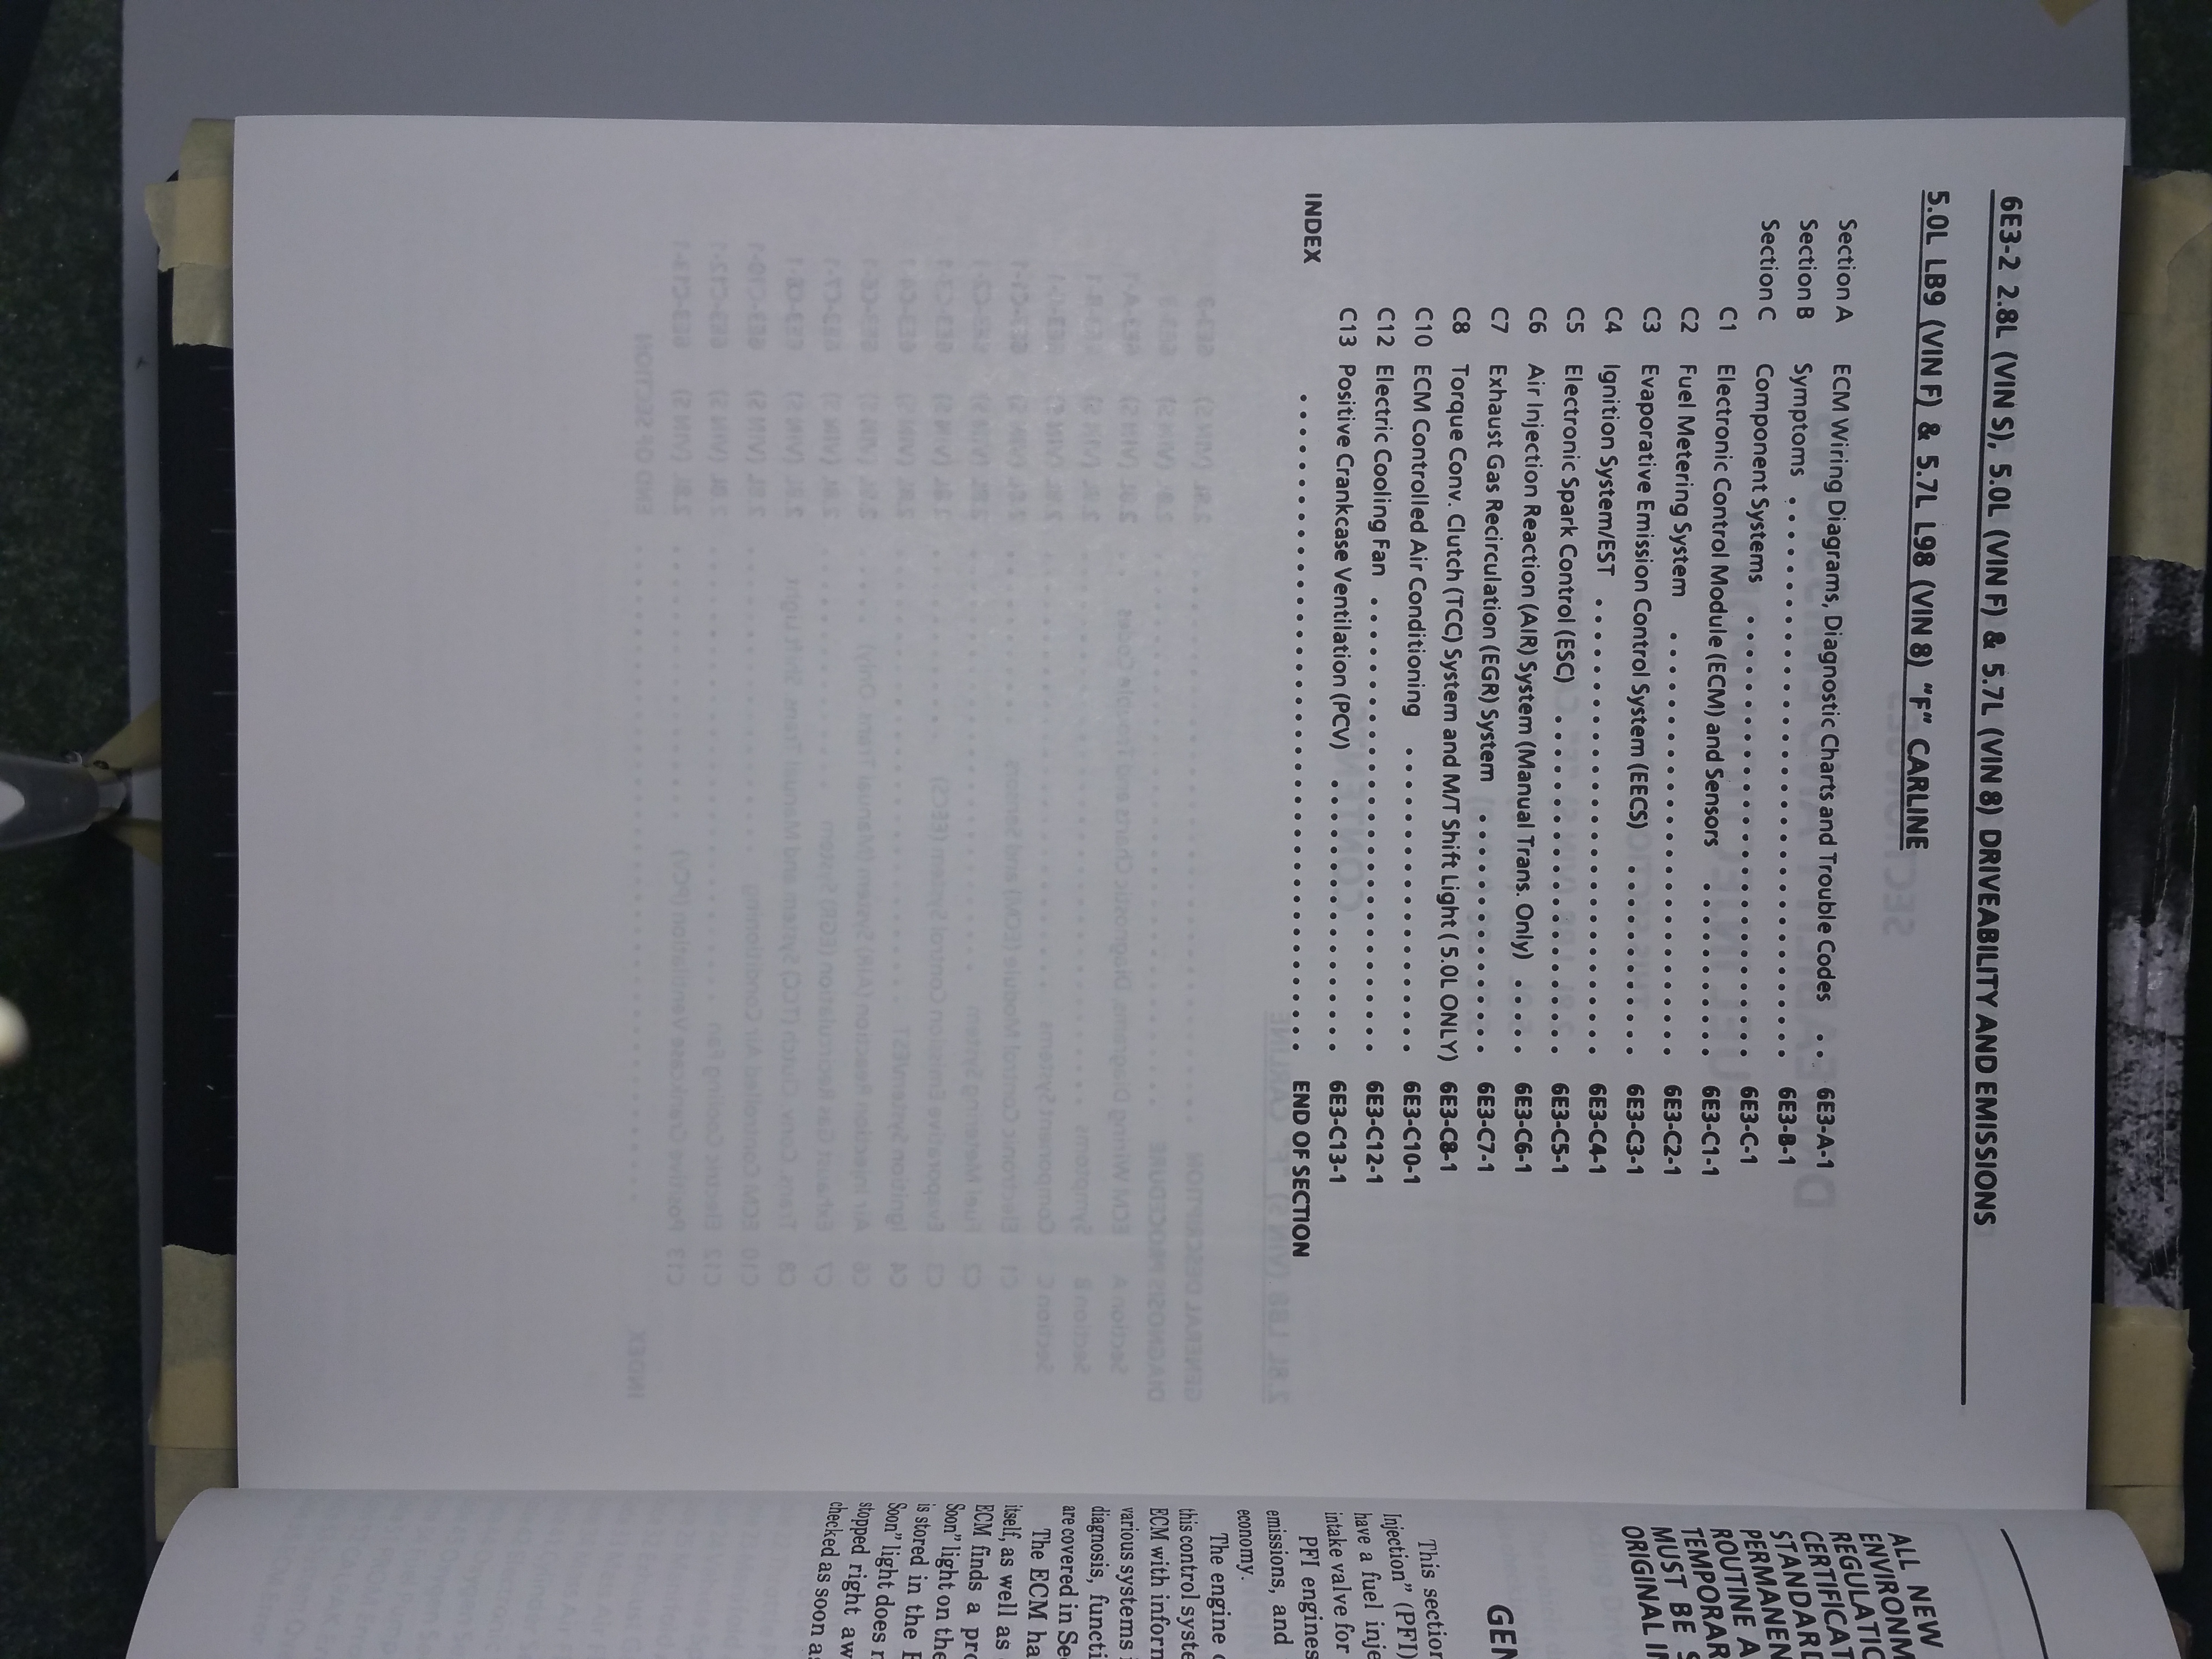 6E3-2 2.8L (VIN S), 5.0L (VIN F) & 5.7L (VIN 8) DRIVEABILITY AND EMISSIONS
5.0L LB9 (VIN F) & 5.7L L98 (VIN 8) "F" CARLINE
Section A ECM Wiring Diagrams, Diagnostic Charts and Trouble Codes . . 6E3-A-1
Section B Symptoms . . . . . . . . . . . . . . . . . . . . . . . . . . . . . . 6E3-B-1
Section C Component Systems . . . . . . . . . . . . . . . . . . . . . . . . 6E3-C-1
C1 Electronic Control Module (ECM) and Sensors . . . . . . . . . . 6E3-C1-1
C2 Fuel Metering System . . . . . . . . . . . . . . . . . . . . . . . 6E3-C2-1
C3 Evaporative Emission Control System (EECS) . . . . . . . . . . . 6E3-C3-1
C4 Ignition System/EST . . . . . . . . . . . . . . . . . . . . . . . . 6E3-C4-1
C5 Electronic Spark Control (ESC) . . . . . . . . . . . . . . . . . . 6E3-C5-1
C6 Air Injection Reaction (AIR) System (Manual Trans. Only) . . . . . 6E3-C6-1
C7 Exhaust Gas Recirculation (EGR) System . . . . . . . . . . . . . 6E3-C7-1
C8 Torque Conv. Clutch (TCC) System and M/T Shift Light ( 5.0L ONLY) 6E3-C8-1
C10 ECM Controlled Air Conditioning . . . . . . . . . . . . . . . . 6E3-C10-1
C12 Electric Cooling Fan . . . . . . . . . . . . . . . . . . . . . . . . 6E3-C12-1
C13 Positive Crankcase Ventilation (PCV) . . . . . . . . . . . . . . . 6E3-C13-1
INDEX . . . . . . . . . . . . . . . . . . . . . . . . . . . . . . . . . . . END OF SECTION
ALL NEW
ENVIRONM
REGULATIO
CERTIFICAT
STANDARD
PERMANEN
ROUTINE A
TEMPORAR
MUST BE S
ORIGINAL
GEN
This section
Injection" (PFI)
have a fuel inje
intake valve for
PFI engines
emissions, and
economy.
The engine
this control syste
ECM with inform
various systems
diagnosis, functi
are covered in Se
The ECM ha
itself, as well as
ECM finds a pro
Soon" light on the
is stored in the
Soon" light does
stopped right aw
checked as soon as